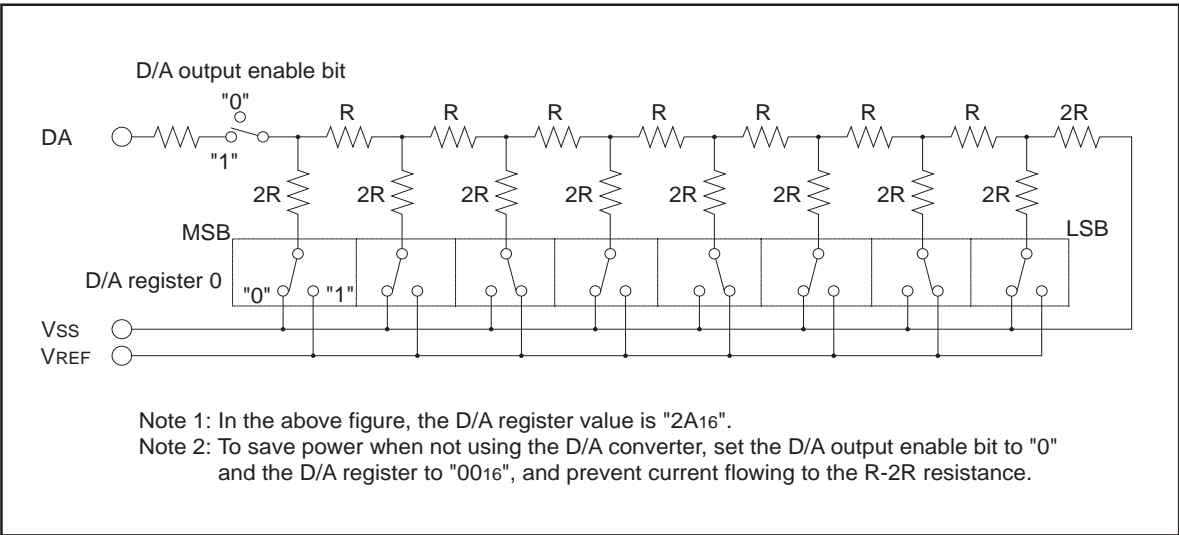 D/A output enable bit
"0"
R R R R R R R 2R
DA
"1"
2R 2R 2R 2R 2R 2R 2R 2R
MSB LSB
D/A register 0
"0" "1"
VSS
VREF
Note 1: In the above figure, the D/A register value is "2A16".
Note 2: To save power when not using the D/A converter, set the D/A output enable bit to "0"
and the D/A register to "0016", and prevent current flowing to the R-2R resistance.